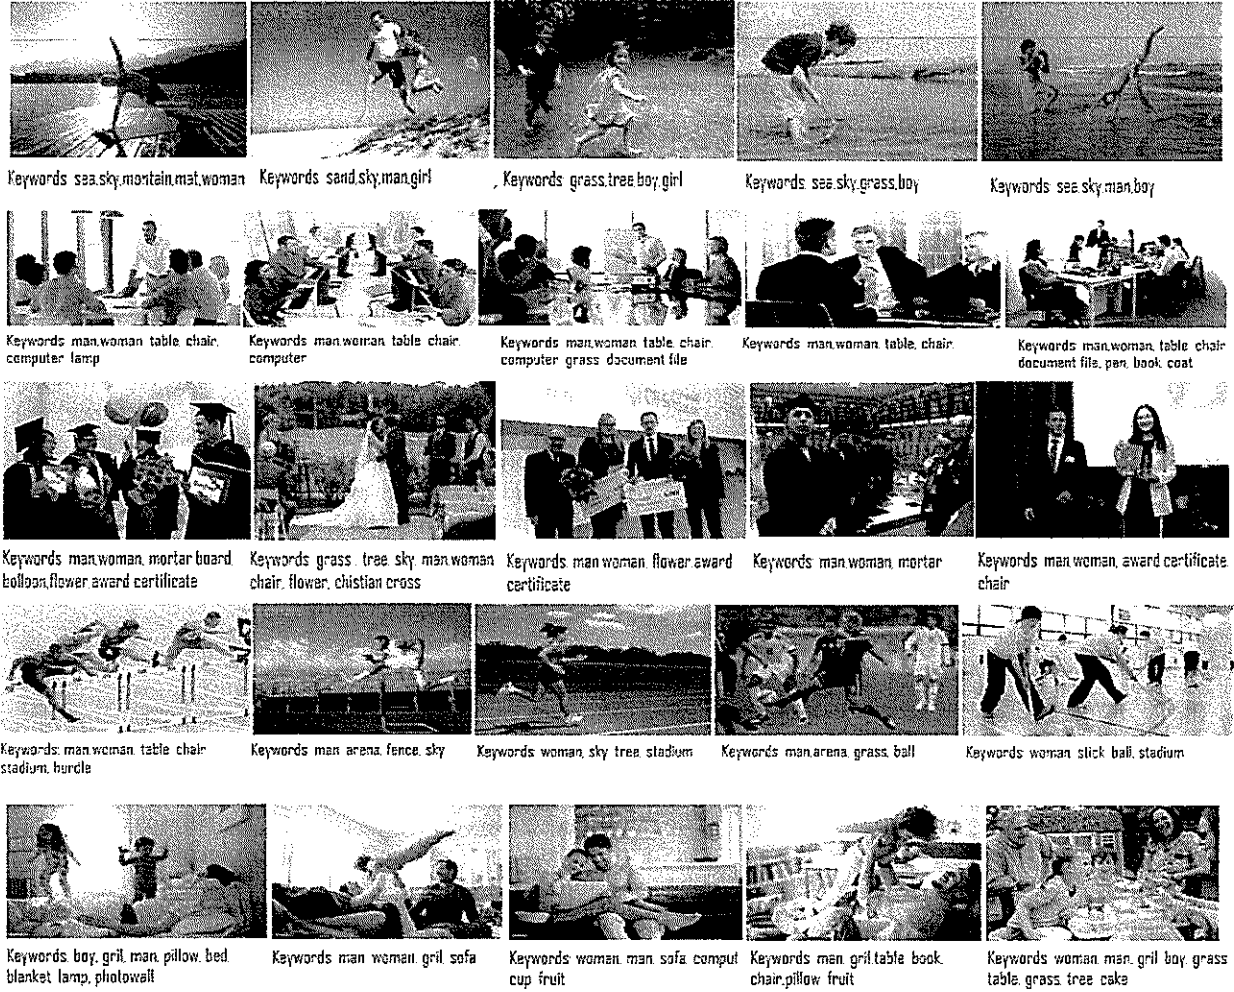 Keywords sea,sky,montain,mat,woman
Keywords sand,sky,man,girl
, Keywords grass,tree,boy,girl
Keywords sea,sky,grass,boy
Keywords sea,sky,man,boy
Keywords man,woman table, chair,
computer lamp
Keywords man,woman table chair,
computer
Keywords man,woman, table, chair,
computer grass document file
Keywords man,woman, table, chair,
Keywords man,woman, table chair
document file, pen, book coat
Keywords man,woman, mortar board,
bolloon,flower award certificate
Keywords grass , tree, sky, man,woman
chair, flower, chistian cross
Keywords, man woman, flower,award
certificate
Keywords man,woman, mortar
Keywords man woman, award certificate,
chair
Keywords: man,woman, table chair
stadium, hurdle
Keywords man arena, fence, sky
Keywords woman, sky tree, stadium
Keywords man,arena, grass, ball
Keywords woman stick ball, stadium
Keywords, boy, gril, man, pillow, bed,
blanket lamp, photowall
Keywords man woman, gril, sofa
Keywords woman, man, sofa comput
cup fruit
Keywords man, gril,table book,
chair,pillow fruit
Keywords woman, man, gril boy, grass
table, grass, tree cake